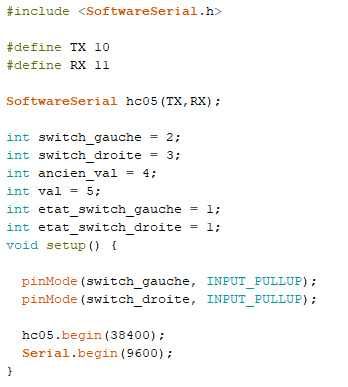 #include <SoftwareSerial.h>
#define TX 10
#define RX 11
SoftwareSerial hc05(TX,RX);
int switch_gauche = 2;
int switch_droite = 3;
int ancien_val = 4;
int val = 5;
int etat_switch_gauche = 1;
int etat_switch_droite = 1;
void setup() {
pinMode(switch_gauche, INPUT_PULLUP);
pinMode(switch_droite, INPUT_PULLUP);
hc05.begin(38400);
Serial.begin(9600);
}